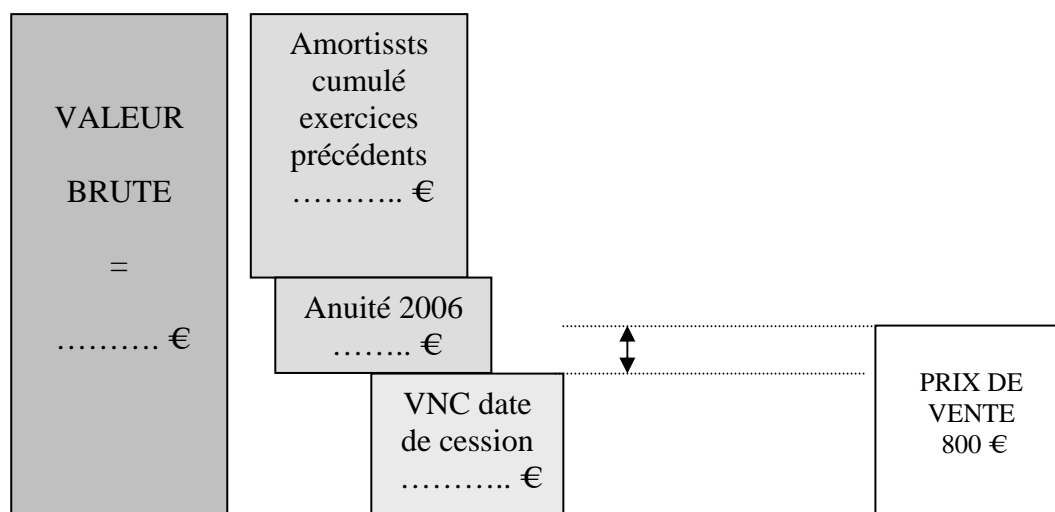 VALEUR
BRUTE
=
………. €
Amortissts
cumulé
exercices
précédents
……….. €
Anuité 2006
…….. €
VNC date
de cession
……….. €
PRIX DE
VENTE
800 €